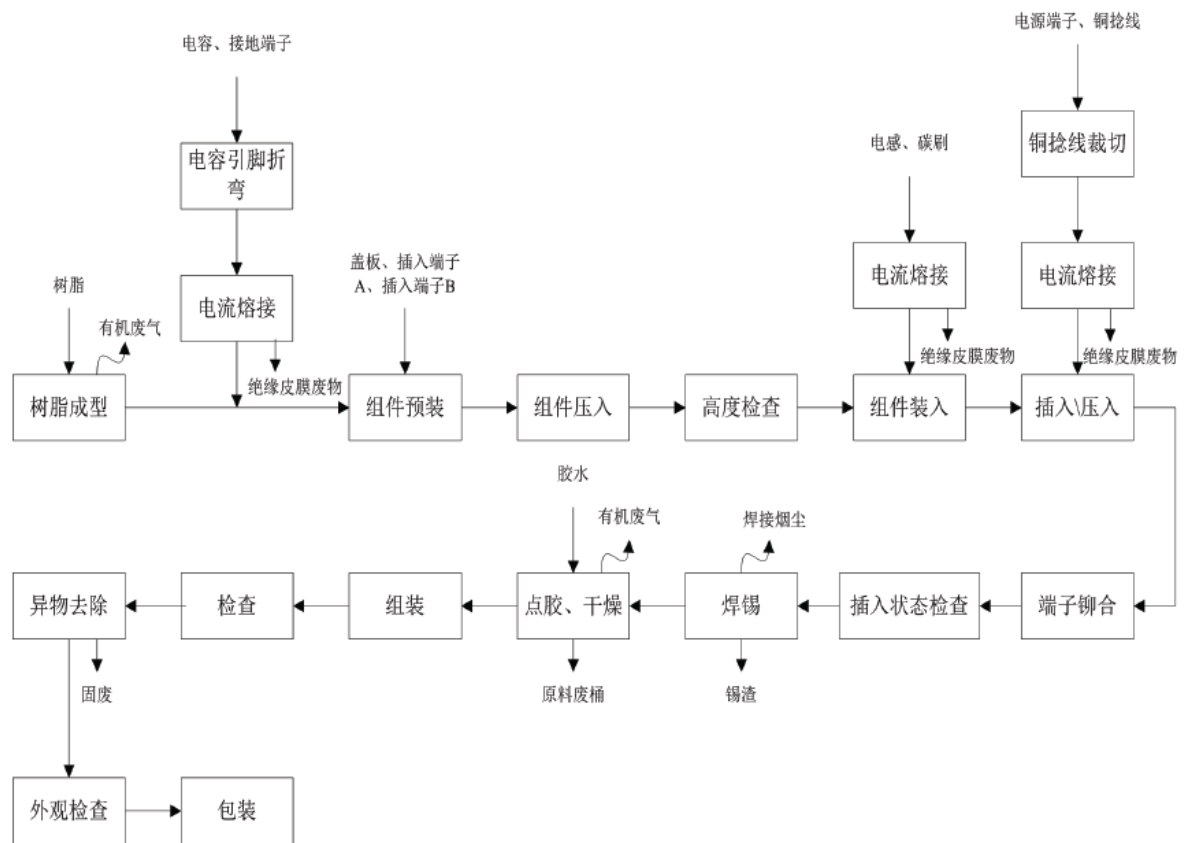 电源端子、铜捻线
电容、接地端子
电容引脚折
弯
电感、碳刷
铜捻线裁切
盖板、插入端子
A、插入端子B
电流熔接
电流熔接
树脂
电流熔接
有机废气
绝缘皮膜废物
绝缘皮膜废物
绝缘皮膜废物
树脂成型
组件预装
组件压入
高度检查
组件装入
插入\压入
胶水
有机废气
焊接烟尘
异物去除
检查
组装
点胶、干燥
焊锡
插入状态检查
端子铆合
固废
原料废桶
锡渣
外观检查
包装